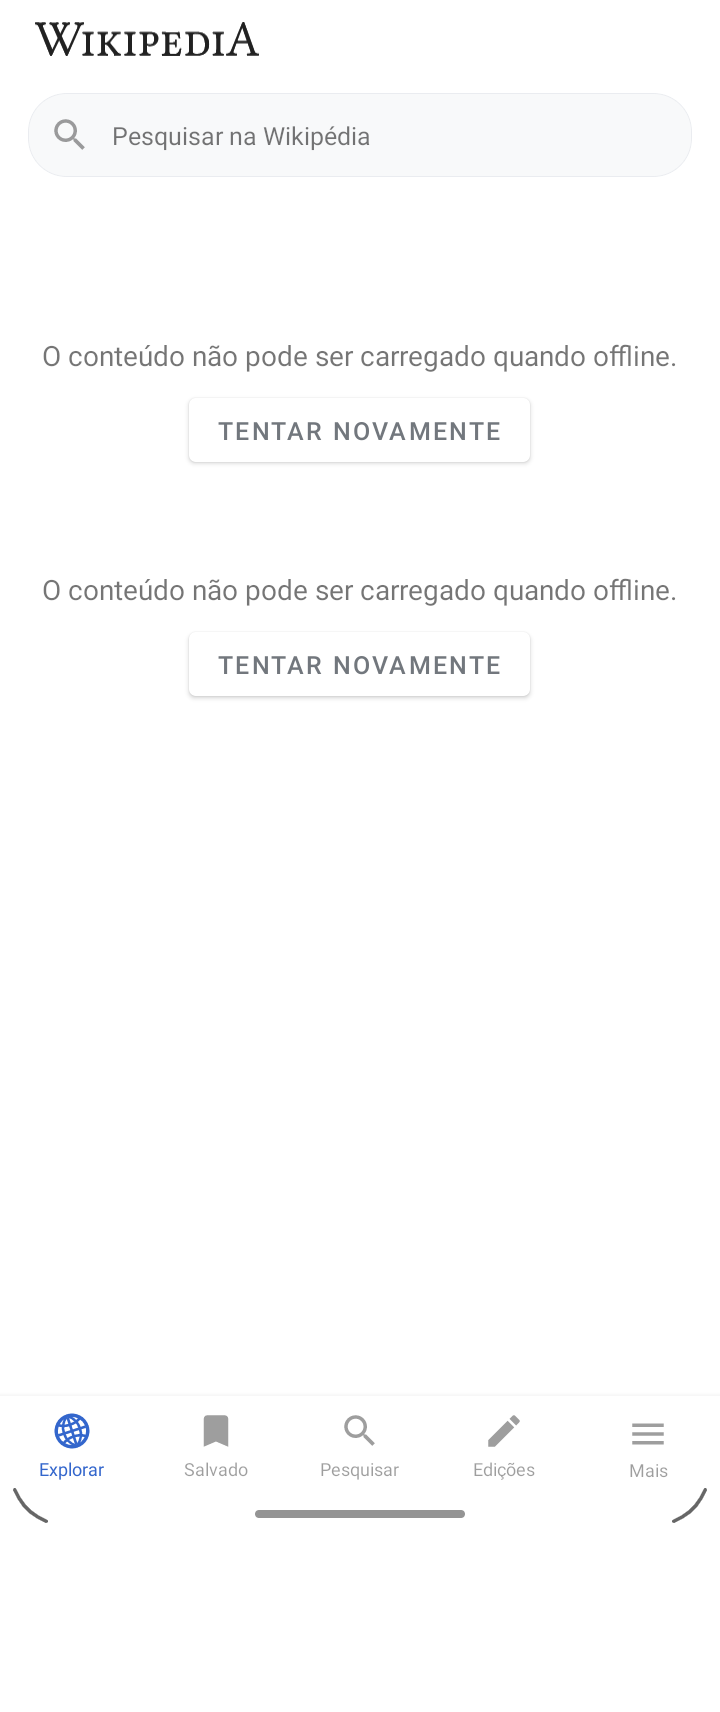 WIKIPEDIA
Pesquisar na Wikipédia
O conteúdo não pode ser carregado quando offline.
TENTAR NOVAMENTE
O conteúdo não pode ser carregado quando offline.
TENTAR NOVAMENTE
Explorar Salvado Pesquisar Edições Mais